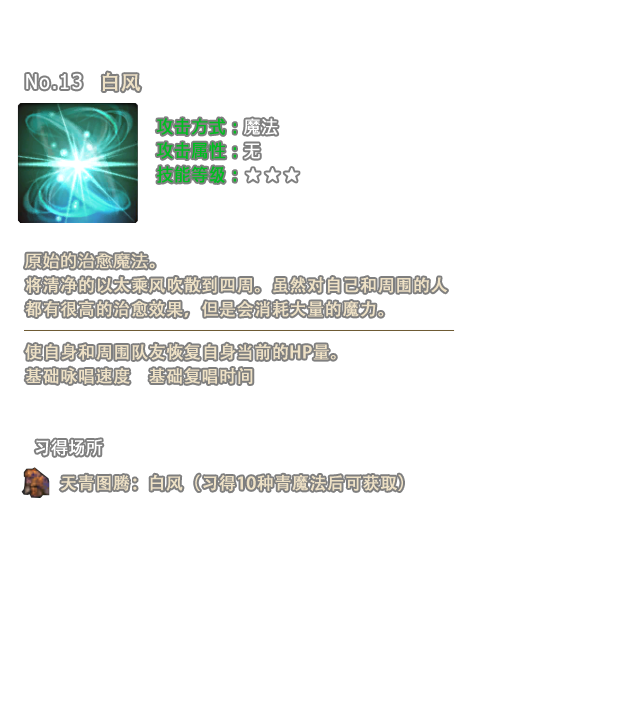 No.13 白风
攻击方式：魔法
攻击属性：无
技能等级：☆☆☆
原始的治愈魔法。
将清净的以太乘风吹散到四周。虽然对自己和周围的人
都有很高的治愈效果，但是会消耗大量的魔力。
使自身和周围队友恢复自身当前的HP量。
基础咏唱速度 基础复唱时间
习得场所
天青图腾：白风（习得10种青魔法后可获取）